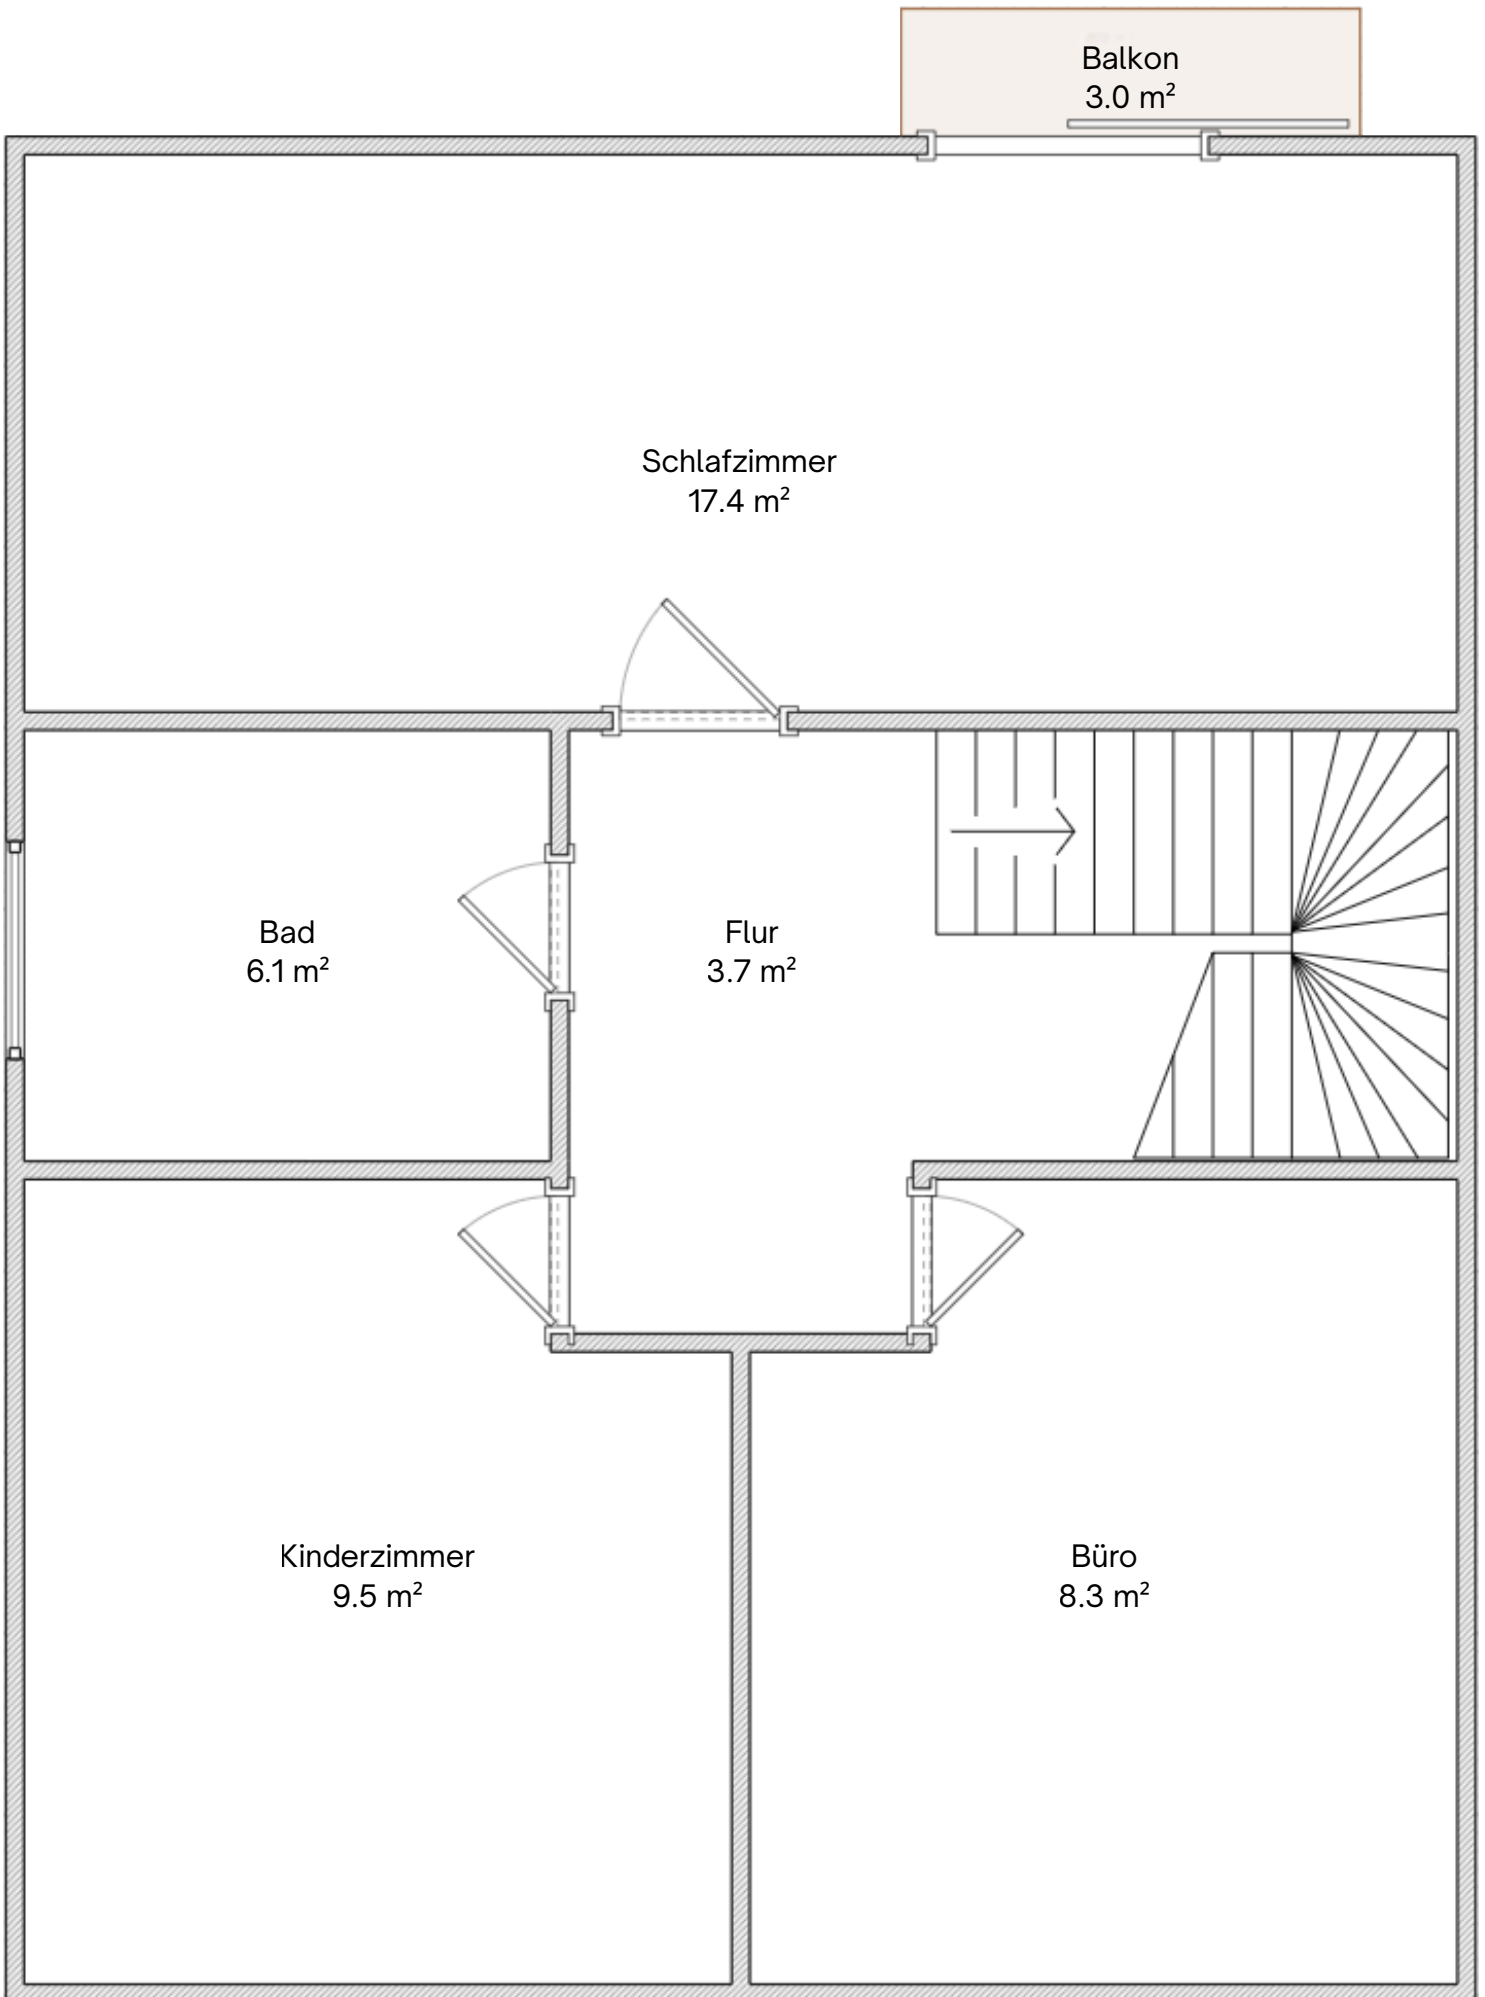 Balkon
3.0 m²
Schlafzimmer
17.4 m²
Bad
6.1 m²
Flur
3.7 m²
Kinderzimmer
9.5 m²
Büro
8.3 m²